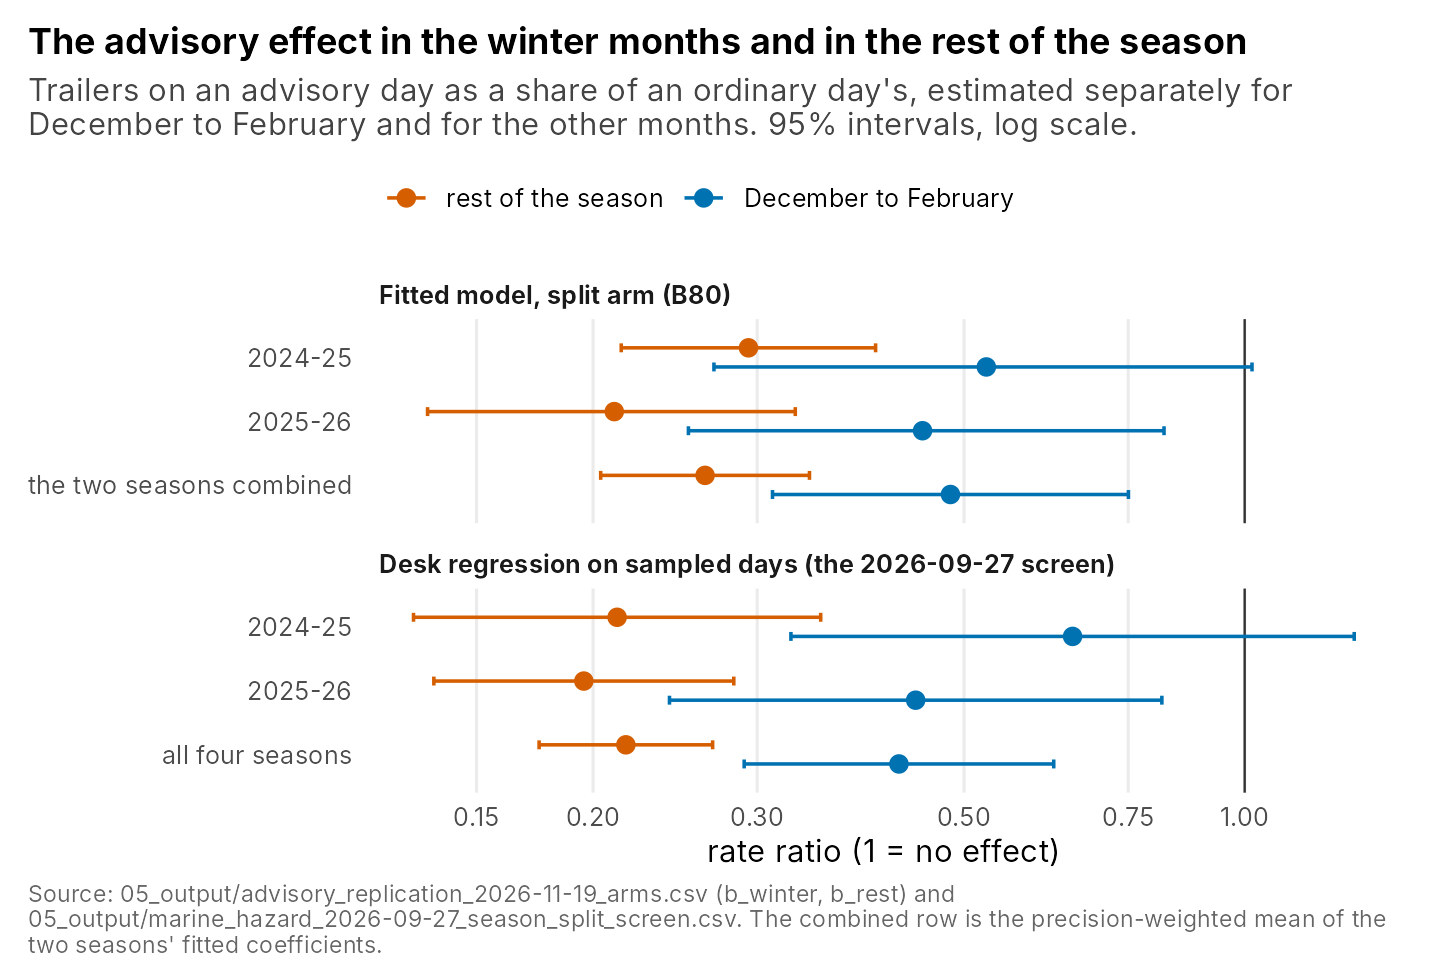 The advisory effect in the winter months and in the rest of the season
Trailers on an advisory day as a share of an ordinary day's, estimated separately for
December to February and for the other months. 95% intervals, log scale.
rest of the season
December to February
Fitted model, split arm (B80)
2024-25
2025-26
the two seasons combined
Desk regression on sampled days (the 2026-09-27 screen)
2024-25
2025-26
all four seasons
0.15 0.20 0.30 0.50 0.75 1.00
rate ratio (1 = no effect)
Source: 05_output/advisory_replication_2026-11-19_arms.csv (b_winter, b_rest) and
05_output/marine_hazard_2026-09-27_season_split_screen.csv. The combined row is the precision-weighted mean of the
two seasons' fitted coefficients.